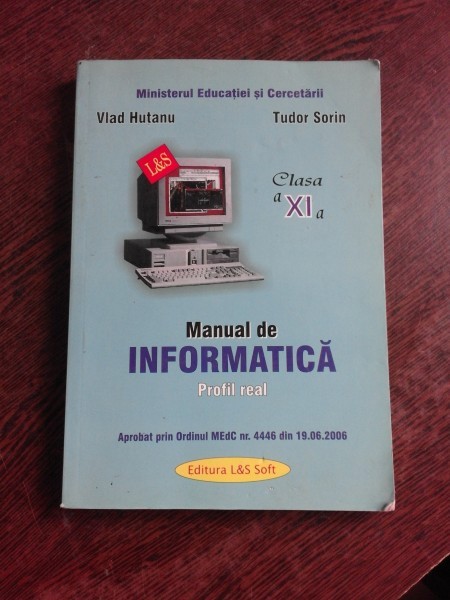 Ministerul Educației și Cercetării
Vlad Hutanu Tudor Sorin
L&S
Clasa
a XI a
Manual de
INFORMATICĂ
Profil real
Aprobat prin Ordinul MEdC nr. 4446 din 19.06.2006
Editura L&S Soft